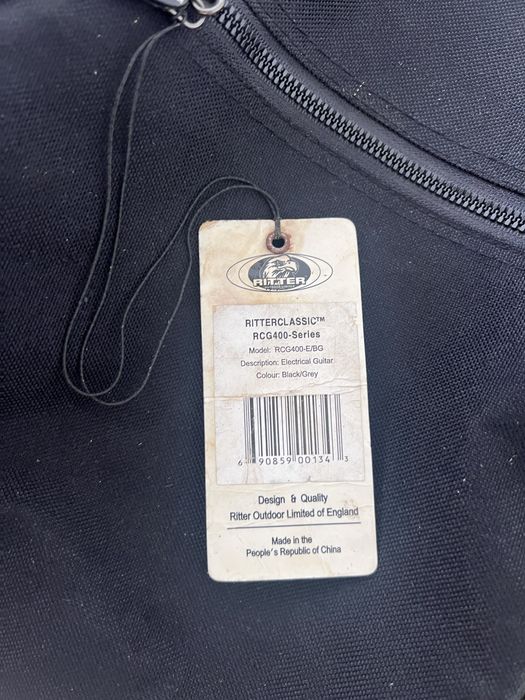 RITTER
RITTERCLASSIC™
RCG400-Series
Model: RCG400-E/BG
Description: Electrical Guitar
Colour: Black/Grey
6 90859 00134 3
Design & Quality
Ritter Outdoor Limited of England
Made in the
People's Republic of China